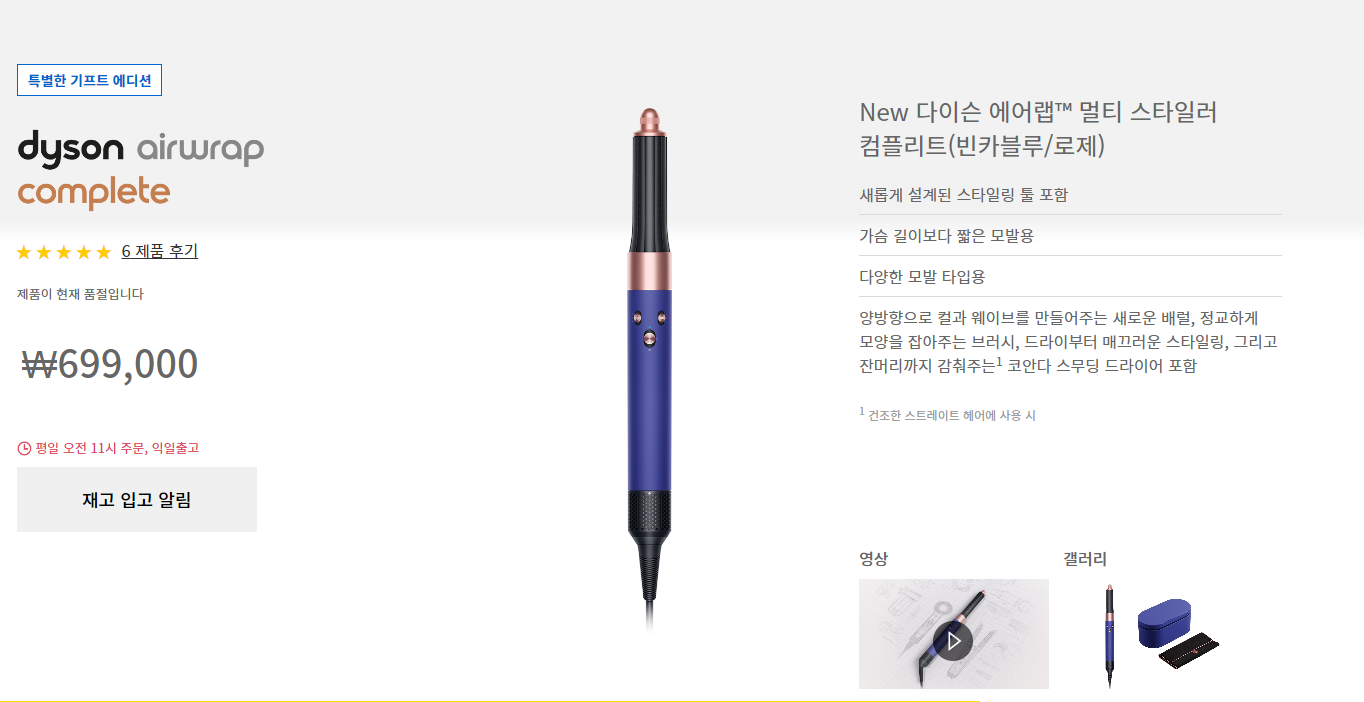 특별한 기프트 에디션
dyson airwrap
complete
6 제품 후기
제품이 현재 품절입니다
₩699,000
평일 오전 11시 주문, 익일출고
재고 입고 알림
New 다이슨 에어랩™ 멀티 스타일러
컴플리트(빈카블루/로제)
새롭게 설계된 스타일링 툴 포함
가슴 길이보다 짧은 모발용
다양한 모발 타입용
양방향으로 컬과 웨이브를 만들어주는 새로운 배럴, 정교하게
모양을 잡아주는 브러시, 드라이부터 매끄러운 스타일링, 그리고
잔머리까지 감춰주는¹ 코안다 스무딩 드라이어 포함
¹ 건조한 스트레이트 헤어에 사용 시
영상
갤러리